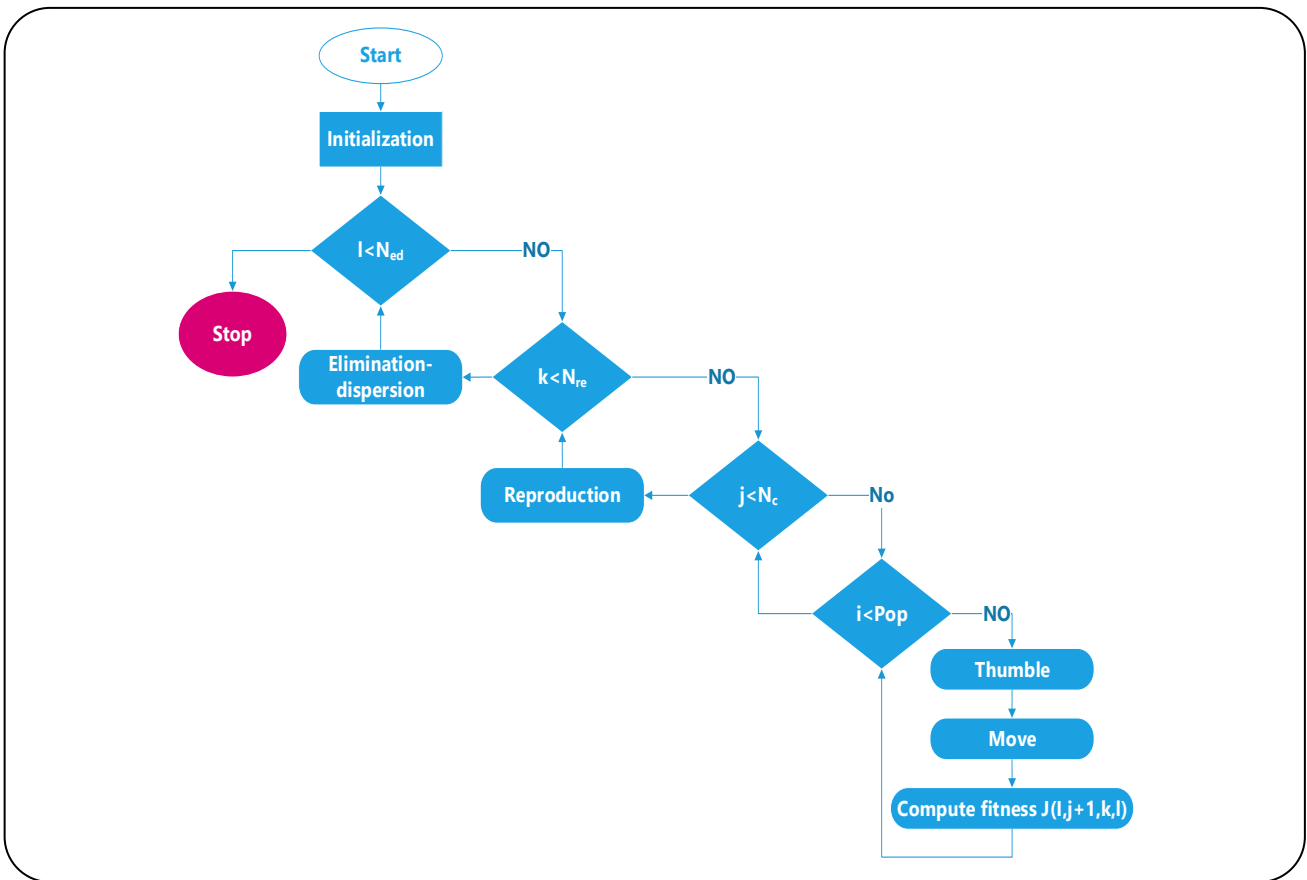 Start
Initialization
l<Ned
NO
Stop
Elimination-
dispersion
k<Nre
NO
Reproduction
j<Nc
No
i<Pop
NO
Thumble
Move
Compute fitness J(I,j+1,k,l)